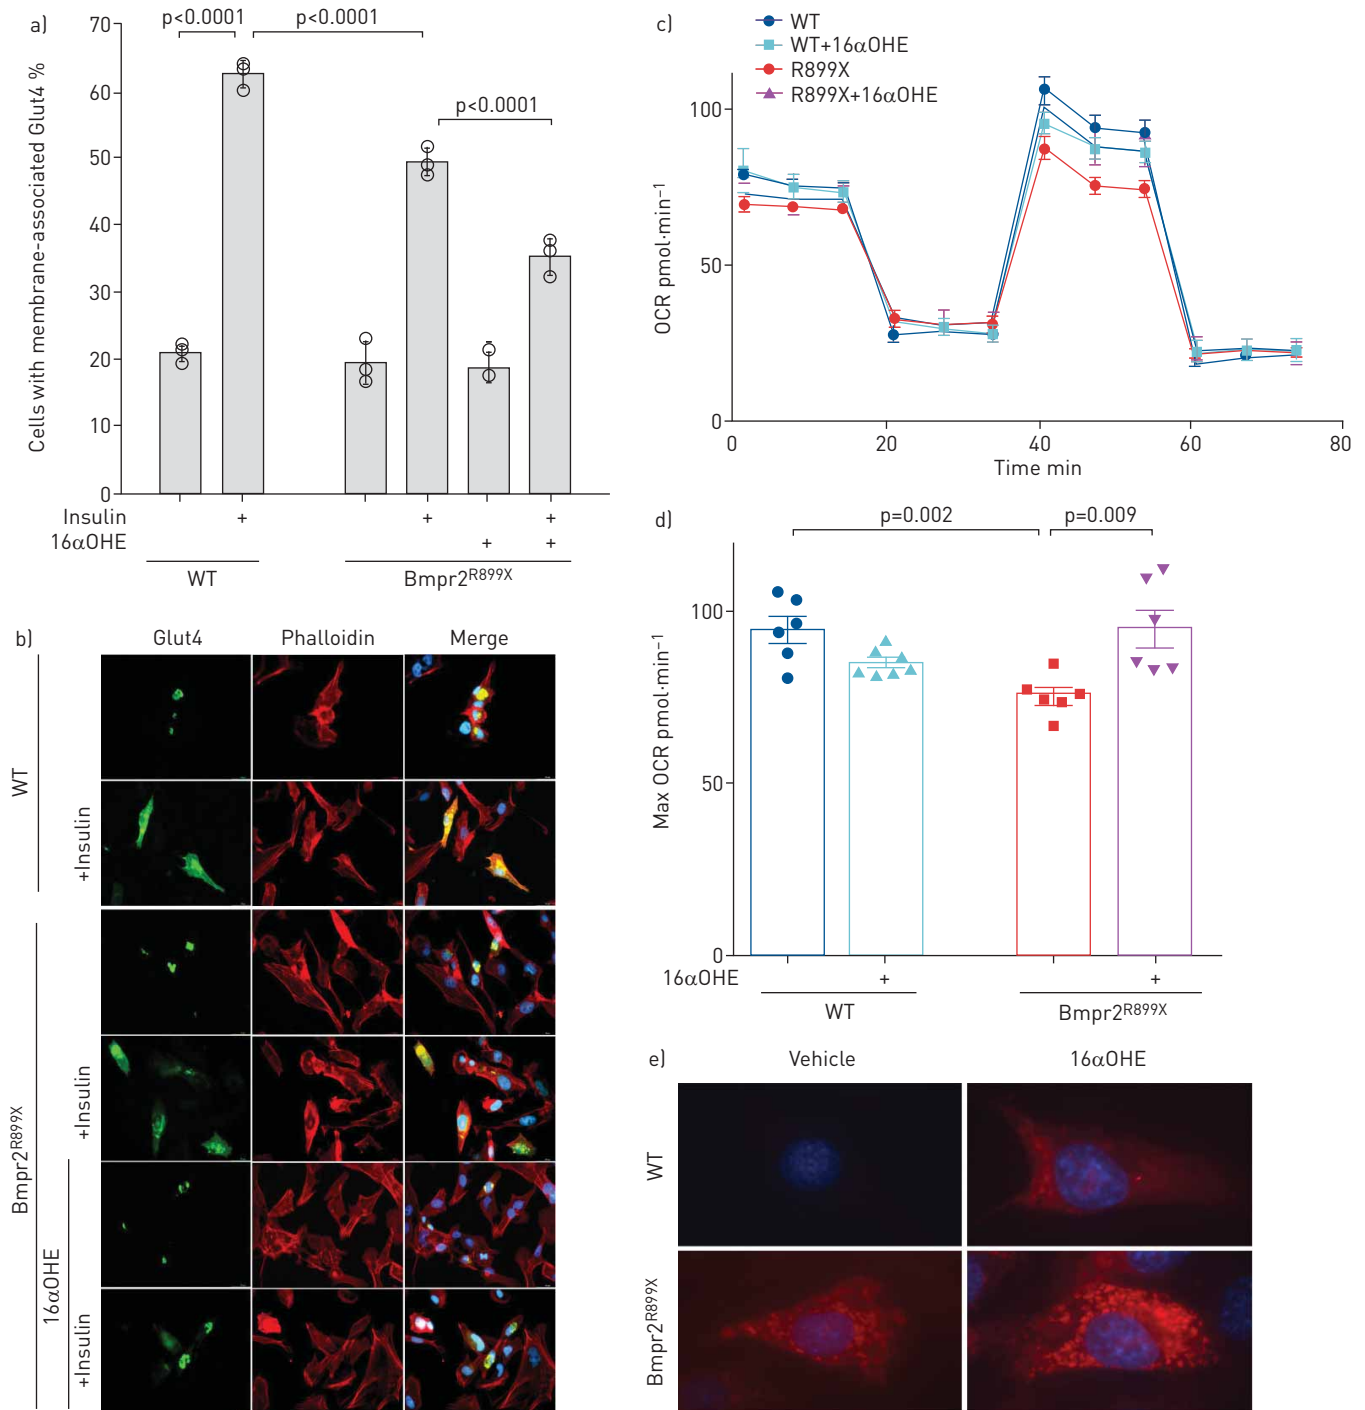 a)
p<0.0001
p<0.0001
p<0.0001
Cells with membrane-associated Glut4 %
70
60
50
40
30
20
10
0
Insulin + + +
16αOHE + +
WT
Bmpr2R899X
b)
Glut4 Phalloidin Merge
WT
+Insulin
Bmpr2R899X
+Insulin
16αOHE
+Insulin
c)
WT
WT+16αOHE
R899X
R899X+16αOHE
OCR pmol·min−1
100
50
0
0 20 40 60 80
Time min
d)
p=0.002 p=0.009
Max OCR pmol·min−1
100
50
0
16αOHE + +
WT
Bmpr2R899X
e)
Vehicle 16αOHE
WT
Bmpr2R899X